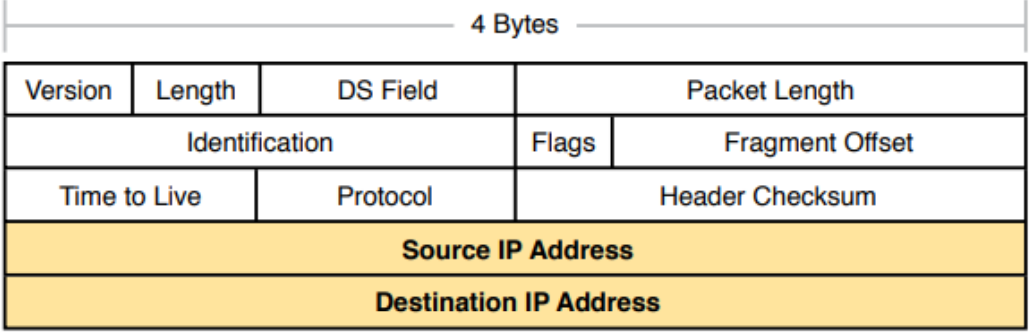 4 Bytes
Version Length DS Field Packet Length
Identification Flags Fragment Offset
Time to Live Protocol Header Checksum
Source IP Address
Destination IP Address